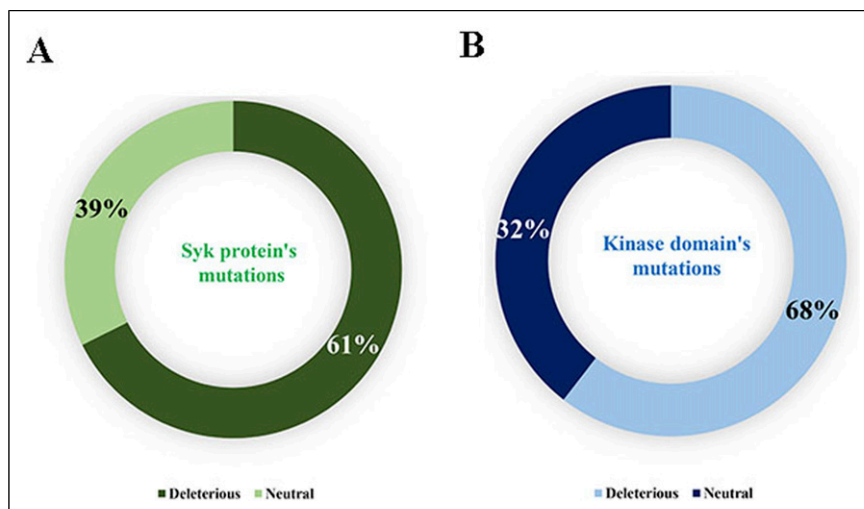 A
B
39%
Syk protein's
mutations
61%
Deleterious
Neutral
32%
Kinase domain's
mutations
68%
Deleterious
Neutral